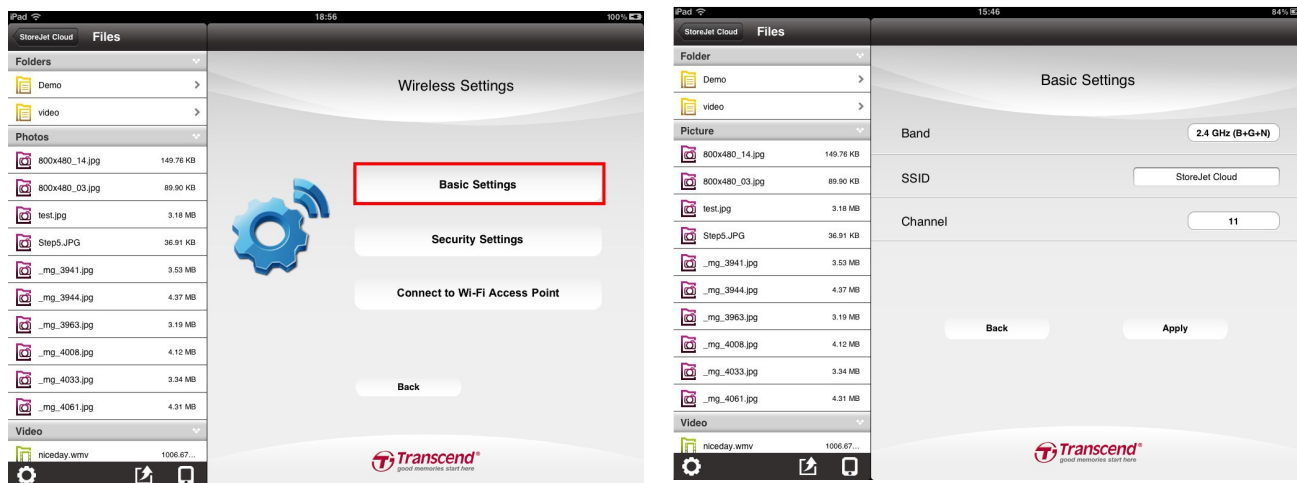 iPad 18:56 100%
StoreJet Cloud Files
Folders
Demo
video
Photos
800x480_14.jpg 149.76 KB
800x480_03.jpg 89.90 KB
test.jpg 3.18 MB
Step5.JPG 36.91 KB
_mg_3941.jpg 3.53 MB
_mg_3944.jpg 4.37 MB
_mg_3963.jpg 3.19 MB
_mg_4008.jpg 4.12 MB
_mg_4033.jpg 3.34 MB
_mg_4061.jpg 4.31 MB
Video
niceday.wmv 1006.67...
Wireless Settings
Basic Settings
Security Settings
Connect to Wi-Fi Access Point
Back
Transcend®
good memories start here
iPad 15:46 84%
StoreJet Cloud Files
Folder
Demo
video
Picture
800x480_14.jpg 149.76 KB
800x480_03.jpg 89.90 KB
test.jpg 3.18 MB
Step5.JPG 36.91 KB
_mg_3941.jpg 3.53 MB
_mg_3944.jpg 4.37 MB
_mg_3963.jpg 3.19 MB
_mg_4008.jpg 4.12 MB
_mg_4033.jpg 3.34 MB
_mg_4061.jpg 4.31 MB
Video
niceday.wmv 1006.67...
Basic Settings
Band 2.4 GHz (B+G+N)
SSID StoreJet Cloud
Channel 11
Back Apply
Transcend®
good memories start here